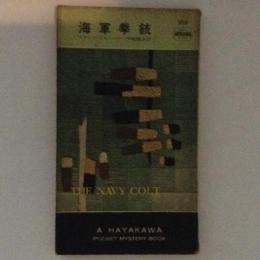 海軍拳銃
THE NAVY COLT
A HAYAKAWA
POCKET MYSTERY BOOK